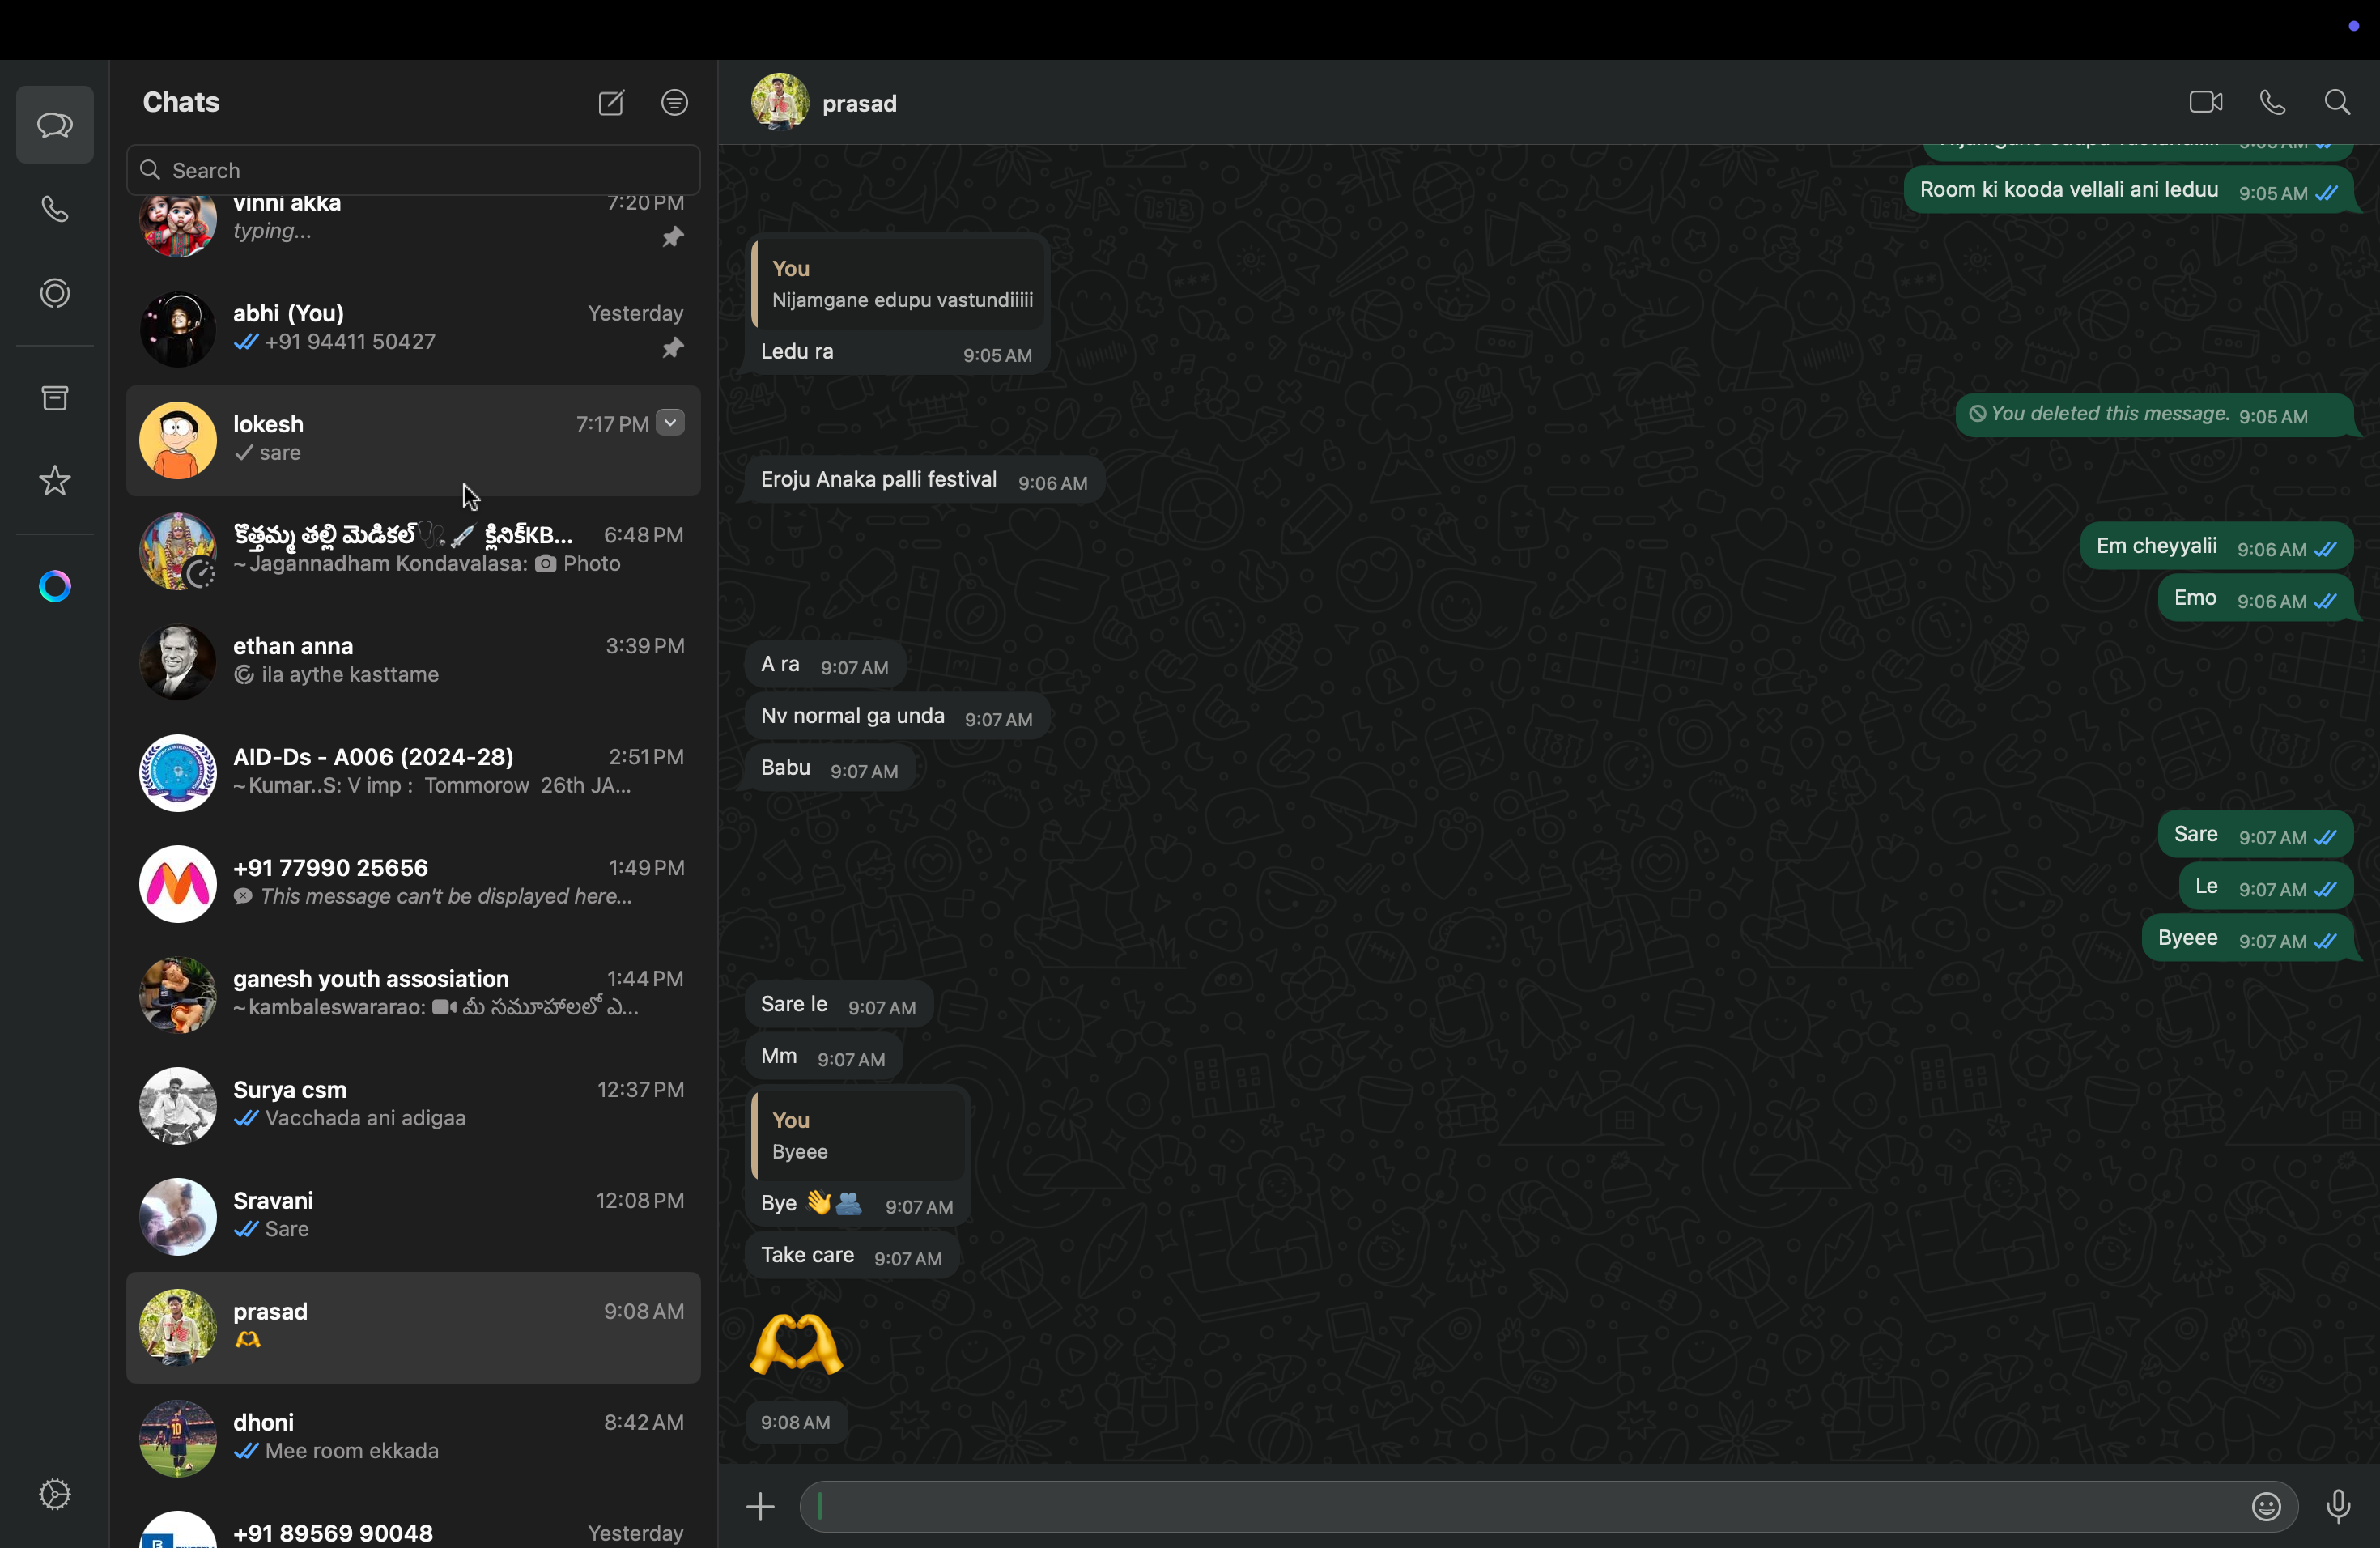 Chats
Search
vinni akka 7:20 PM
typing...
abhi (You) Yesterday
+91 94411 50427
lokesh 7:17 PM
sare
కొత్తమ్మ తల్లి మెడికల్🩺💉 క్లినిక్KB... 6:48 PM
~ Jagannadham Kondavalasa: Photo
ethan anna 3:39 PM
ila aythe kasttame
AID-Ds - A006 (2024-28) 2:51 PM
~ Kumar..S: V imp : Tommorow 26th JA...
+91 77990 25656 1:49 PM
This message can't be displayed here...
ganesh youth assosiation 1:44 PM
~ kambaleswararao: మీ సమూహాలలో ఎ...
Surya csm 12:37 PM
Vacchada ani adigaa
Sravani 12:08 PM
Sare
prasad 9:08 AM
🫶
dhoni 8:42 AM
Mee room ekkada
+91 89569 90048 Yesterday
prasad
Room ki kooda vellali ani leduu 9:05 AM
You
Nijamgane edupu vastundiiiii
Ledu ra 9:05 AM
You deleted this message. 9:05 AM
Eroju Anaka palli festival 9:06 AM
Em cheyyalii 9:06 AM
Emo 9:06 AM
A ra 9:07 AM
Nv normal ga unda 9:07 AM
Babu 9:07 AM
Sare 9:07 AM
Le 9:07 AM
Byeee 9:07 AM
Sare le 9:07 AM
Mm 9:07 AM
You
Byeee
Bye 👋🫂 9:07 AM
Take care 9:07 AM
🫶
9:08 AM